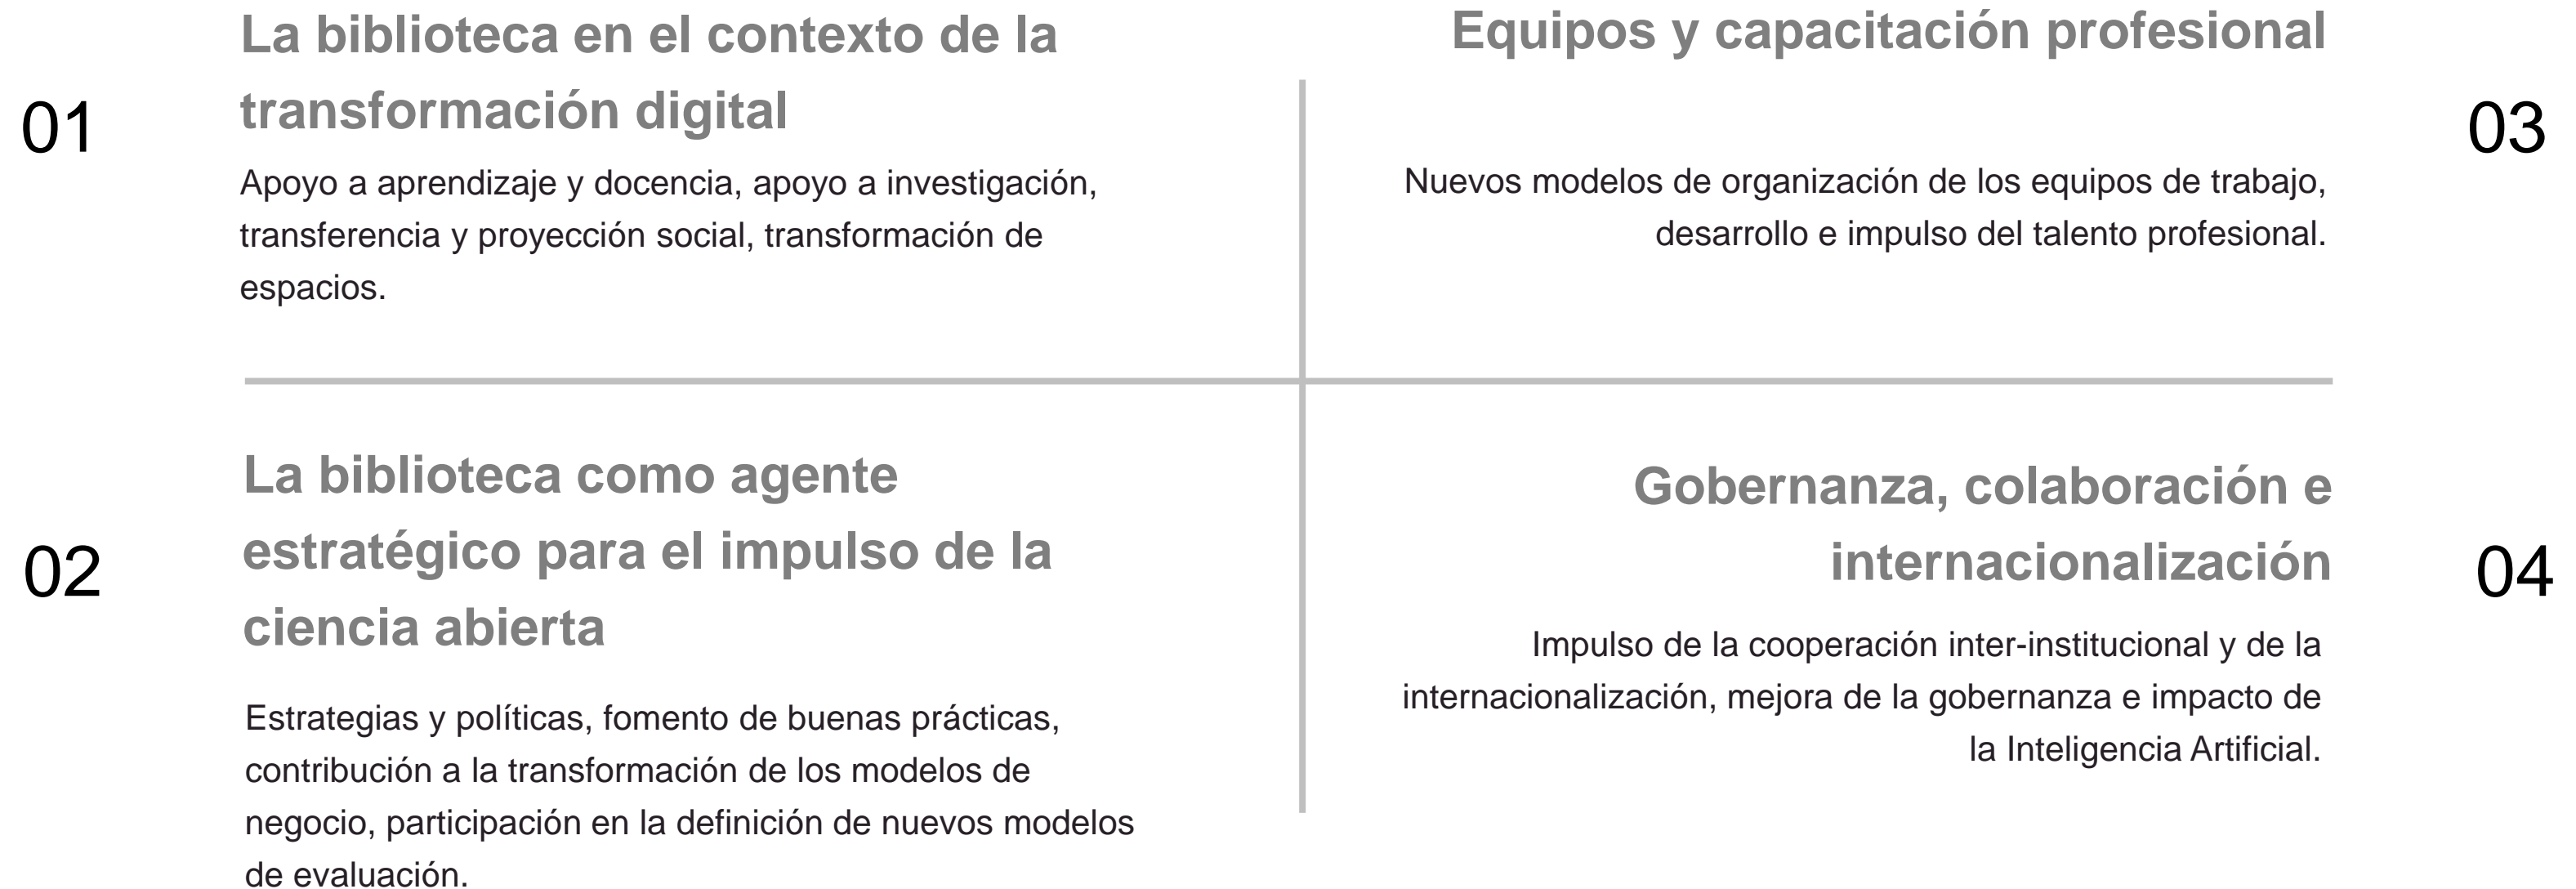 01
La biblioteca en el contexto de la
transformación digital
Apoyo a aprendizaje y docencia, apoyo a investigación,
transferencia y proyección social, transformación de
espacios.
02
La biblioteca como agente
estratégico para el impulso de la
ciencia abierta
Estrategias y políticas, fomento de buenas prácticas,
contribución a la transformación de los modelos de
negocio, participación en la definición de nuevos modelos
de evaluación.
03
Equipos y capacitación profesional
Nuevos modelos de organización de los equipos de trabajo,
desarrollo e impulso del talento profesional.
04
Gobernanza, colaboración e
internacionalización
Impulso de la cooperación inter-institucional y de la
internacionalización, mejora de la gobernanza e impacto de
la Inteligencia Artificial.